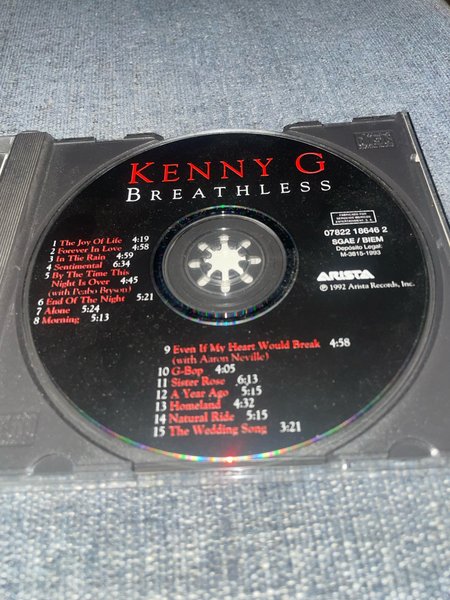 KENNY G
BREATHLESS
1 The Joy Of Life 4:19
2 Forever In Love 4:58
3 In The Rain 4:59
4 Sentimental 6:34
5 By The Time This
Night Is Over 4:45
(with Peabo Bryson)
6 End Of The Night 5:21
7 Alone 5:24
8 Morning 5:13
FABRICADO POR
07822 18646 2
SGAE / BIEM
Depósito Legal:
M-3815-1993
ARISTA
℗ © 1992 Arista Records, Inc.
9 Even If My Heart Would Break 4:58
(with Aaron Neville)
10 G-Bop 4:05
11 Sister Rose 6:13
12 A Year Ago 5:15
13 Homeland 4:32
14 Natural Ride 5:15
15 The Wedding Song 3:21